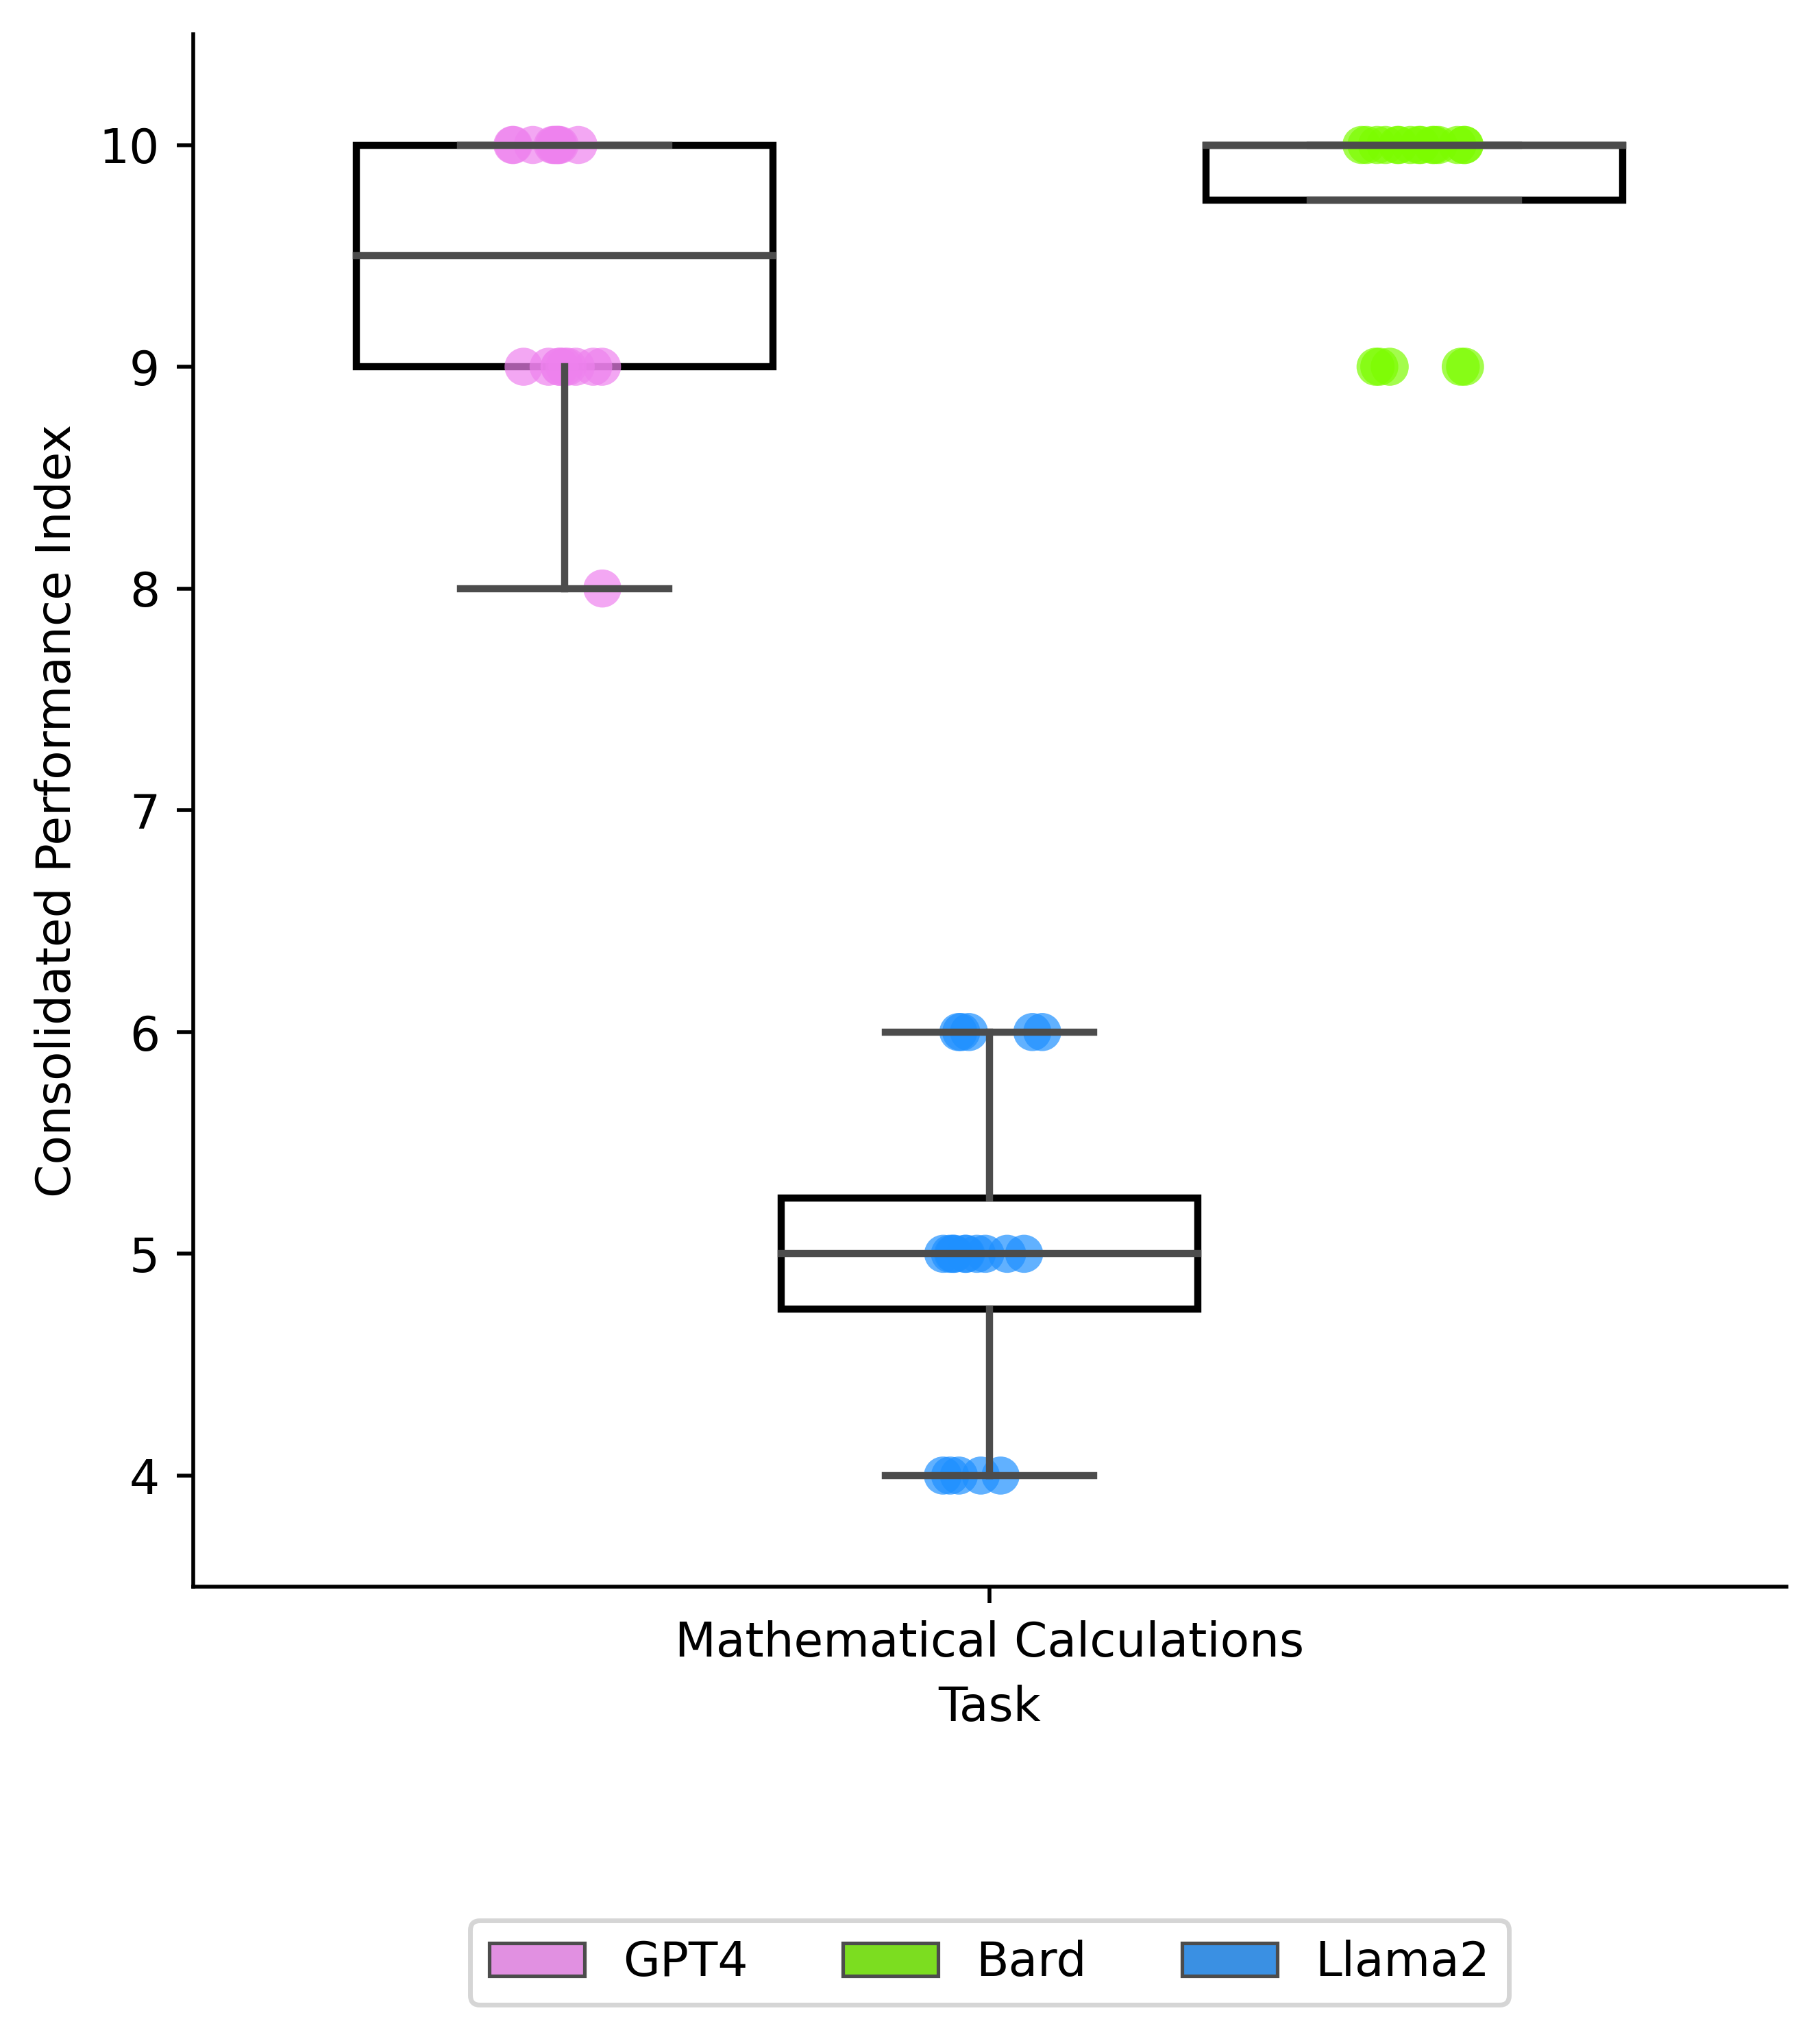 Consolidated Performance Index
10
9
8
7
6
5
4
Mathematical Calculations
Task
GPT4 Bard Llama2